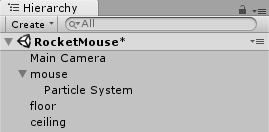 Hierarchy
Create All
RocketMouse*
Main Camera
mouse
Particle System
floor
ceiling